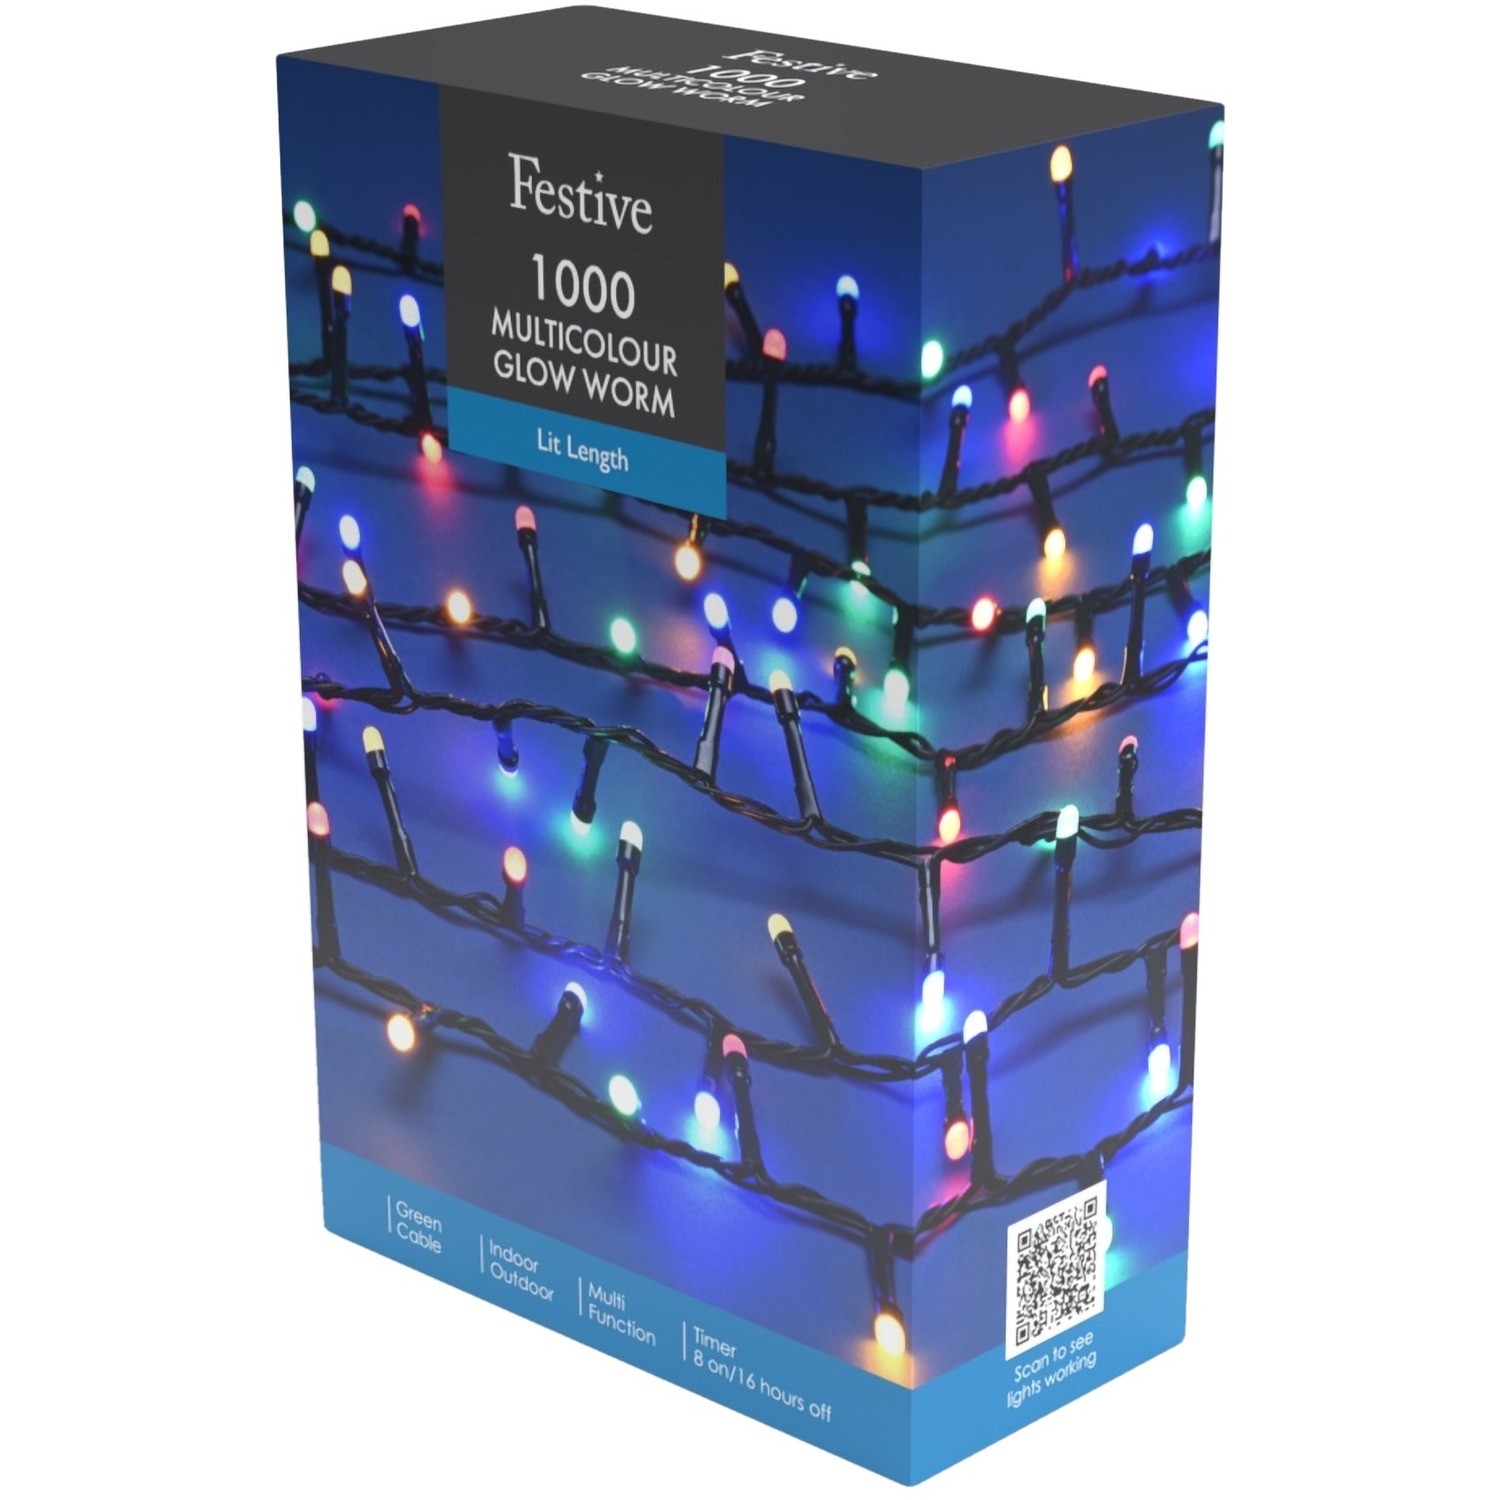 Festive
1000
MULTICOLOUR
GLOW WORM
Festive
1000
MULTICOLOUR
GLOW WORM
Lit Length
Green
Cable
Indoor
Outdoor
Multi
Function
Timer
8 on/16 hours off
Scan to see
lights working